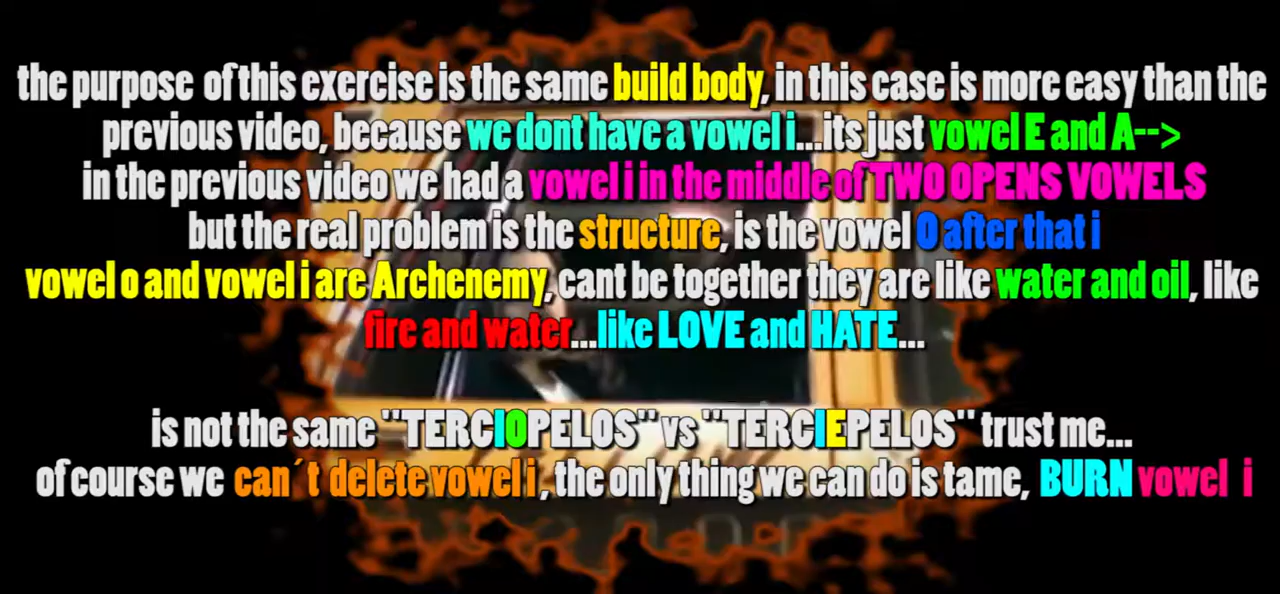 the purpose of this exercise is the same build body, in this case is more easy than the
previous video, because we dont have a vowel i...its just vowel E and A-->
in the previous video we had a vowel i in the middle of TWO OPENS VOWELS
but the real problem is the structure, is the vowel O after that i
vowel o and vowel i are Archenemy, cant be together they are like water and oil, like
fire and water...like LOVE and HATE...
is not the same "TERCIOPELOS" vs "TERCIEPELOS" trust me...
of course we can´t delete vowel i, the only thing we can do is tame, BURN vowel i